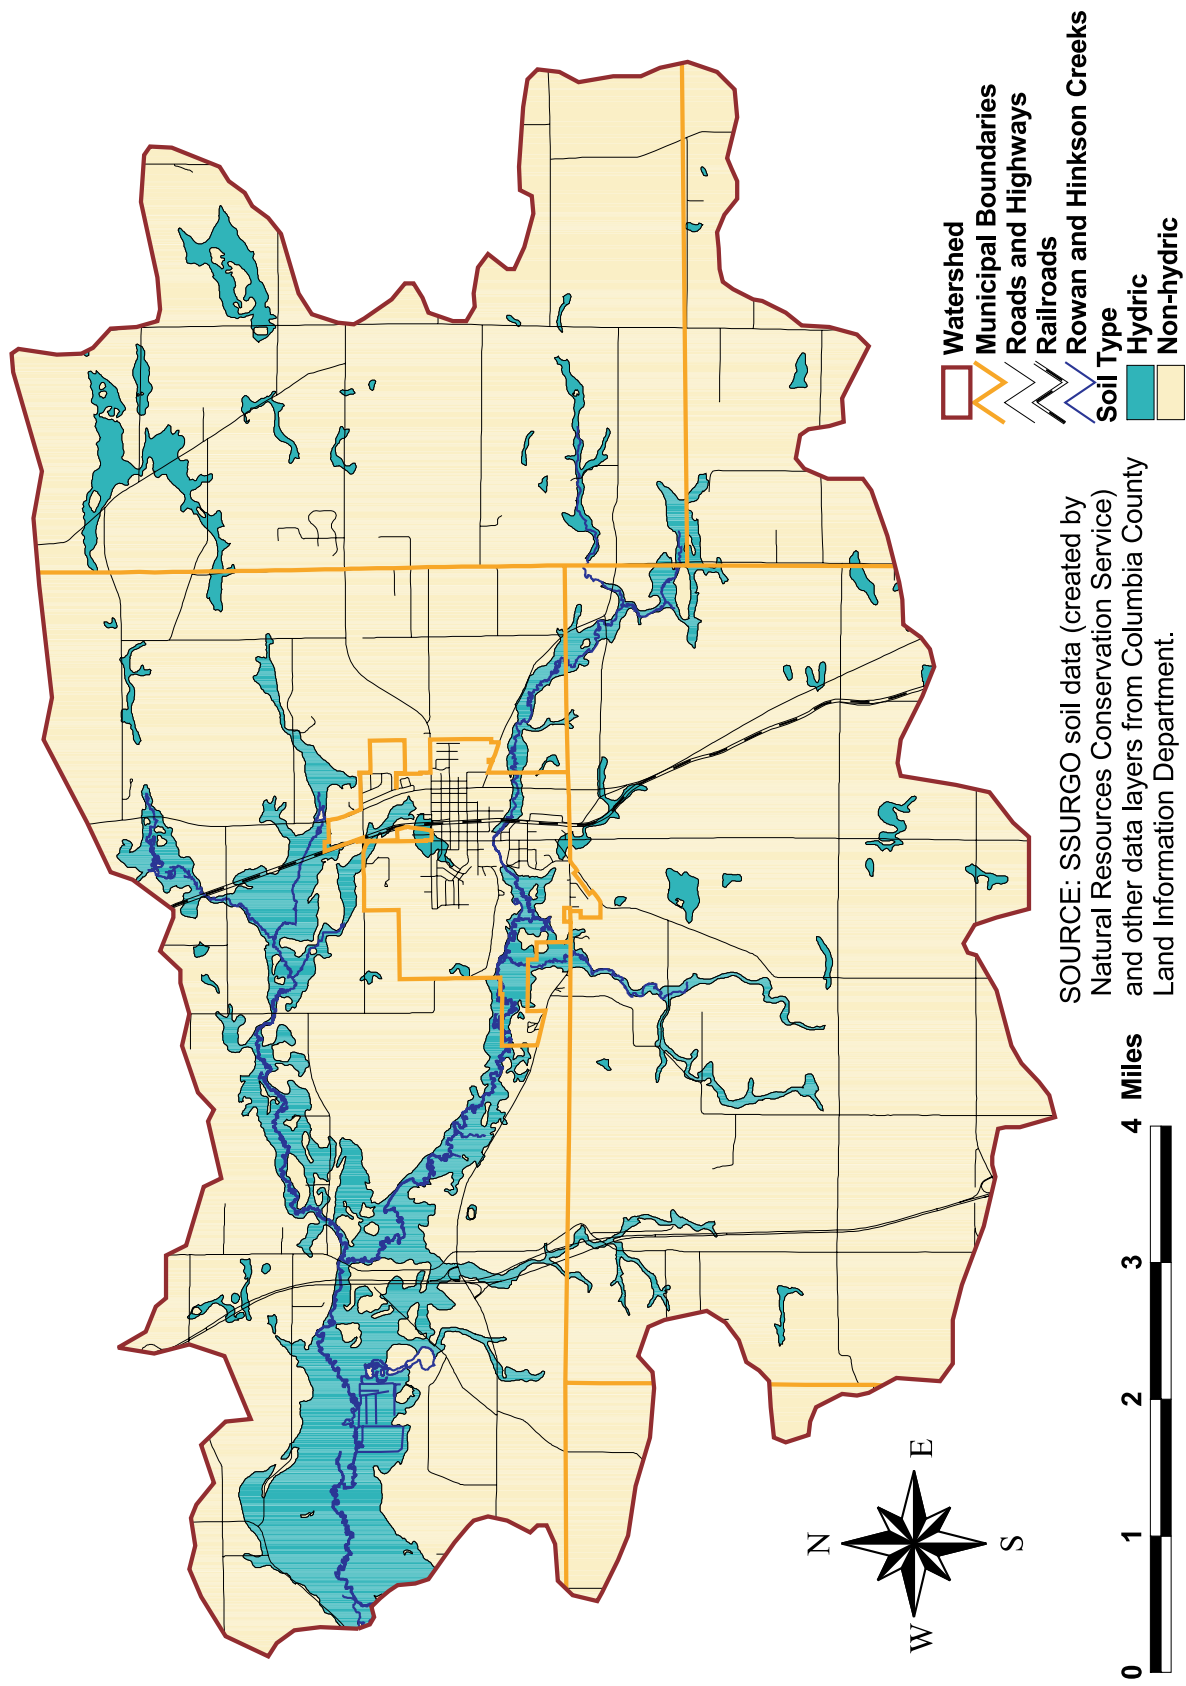 Watershed
Municipal Boundaries
Roads and Highways
Railroads
Rowan and Hinkson Creeks
Soil Type
Hydric
Non-hydric
SOURCE: SSURGO soil data (created by
Natural Resources Conservation Service)
and other data layers from Columbia County
Land Information Department.
0 1 2 3 4 Miles
N
W E
S